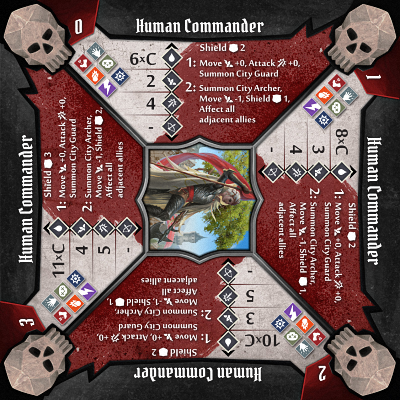 0
Human Commander
6×C
2
4
-
Shield 2
1: Move +0, Attack +0,
Summon City Guard
2: Summon City Archer,
Move -1, Shield 1,
Affect all
adjacent allies
1
Human Commander
8×C
3
4
-
Shield 2
1: Move +0, Attack +0,
Summon City Guard
2: Summon City Archer,
Move -1, Shield 1,
Affect all
adjacent allies
2
Human Commander
10×C
3
5
-
Shield 2
1: Move +0, Attack +0,
Summon City Guard
2: Summon City Archer,
Move -1, Shield 1,
Affect all
adjacent allies
3
Human Commander
11×C
4
5
-
Shield 3
1: Move +0, Attack +0,
Summon City Guard
2: Summon City Archer,
Move -1, Shield 2,
Affect all
adjacent allies